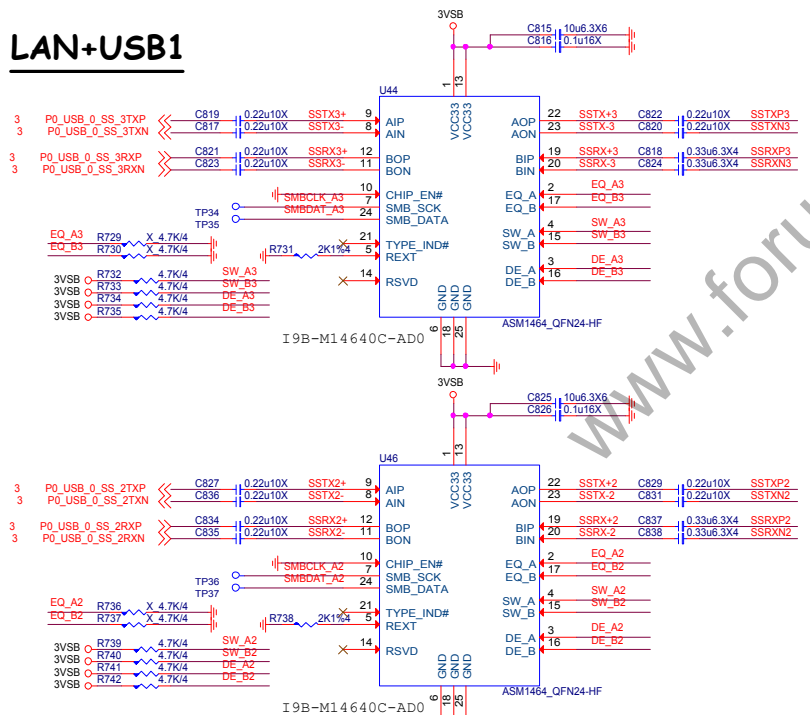 LAN+USB1
3VSB
C815 10u6.3X6
C816 0.1u16X
1 13
U44
VCC33 VCC33
3 P0_USB_0_SS_3TXP C819 0.22u10X SSTX3+ 9 AIP AOP 22 SSTX+3 C822 0.22u10X SSTXP3
3 P0_USB_0_SS_3TXN C817 0.22u10X SSTX3- 8 AIN AON 23 SSTX-3 C820 0.22u10X SSTXN3
3 P0_USB_0_SS_3RXP C821 0.22u10X SSRX3+ 12 BOP BIP 19 SSRX+3 C818 0.33u6.3X4 SSRXP3
3 P0_USB_0_SS_3RXN C823 0.22u10X SSRX3- 11 BON BIN 20 SSRX-3 C824 0.33u6.3X4 SSRXN3
10 CHIP_EN# EQ_A 2 EQ_A3
TP34 SMBCLK_A3 7 SMB_SCK EQ_B 17 EQ_B3
TP35 SMBDAT_A3 24 SMB_DATA
SW_A 4 SW_A3
EQ_A3 R729 X_4.7K/4 21 TYPE_IND# SW_B 15 SW_B3
EQ_B3 R730 X_4.7K/4 R731 2K1%4 5 REXT
DE_A 3 DE_A3
3VSB R732 4.7K/4 SW_A3 14 RSVD DE_B 16 DE_B3
3VSB R733 4.7K/4 SW_B3
3VSB R734 4.7K/4 DE_A3
3VSB R735 4.7K/4 DE_B3
GND GND GND
6 18 25
ASM1464_QFN24-HF
I9B-M14640C-AD0
3VSB
C825 10u6.3X6
C826 0.1u16X
1 13
U46
VCC33 VCC33
3 P0_USB_0_SS_2TXP C827 0.22u10X SSTX2+ 9 AIP AOP 22 SSTX+2 C829 0.22u10X SSTXP2
3 P0_USB_0_SS_2TXN C836 0.22u10X SSTX2- 8 AIN AON 23 SSTX-2 C831 0.22u10X SSTXN2
3 P0_USB_0_SS_2RXP C834 0.22u10X SSRX2+ 12 BOP BIP 19 SSRX+2 C837 0.33u6.3X4 SSRXP2
3 P0_USB_0_SS_2RXN C835 0.22u10X SSRX2- 11 BON BIN 20 SSRX-2 C838 0.33u6.3X4 SSRXN2
10 CHIP_EN# EQ_A 2 EQ_A2
TP36 SMBCLK_A2 7 SMB_SCK EQ_B 17 EQ_B2
TP37 SMBDAT_A2 24 SMB_DATA
SW_A 4 SW_A2
EQ_A2 R736 X_4.7K/4 21 TYPE_IND# SW_B 15 SW_B2
EQ_B2 R737 X_4.7K/4 R738 2K1%4 5 REXT
DE_A 3 DE_A2
3VSB R739 4.7K/4 SW_A2 14 RSVD DE_B 16 DE_B2
3VSB R740 4.7K/4 SW_B2
3VSB R741 4.7K/4 DE_A2
3VSB R742 4.7K/4 DE_B2
GND GND GND
6 18 25
ASM1464_QFN24-HF
I9B-M14640C-AD0
www.foru